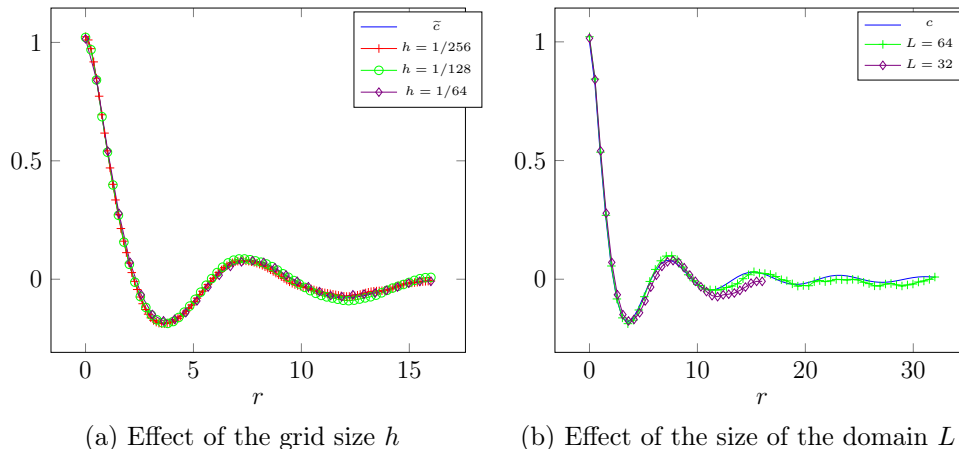 c̃
h = 1/256
h = 1/128
h = 1/64
1
0.5
0
0 5 10 15
r
(a) Effect of the grid size h
c
L = 64
L = 32
1
0.5
0
0 10 20 30
r
(b) Effect of the size of the domain L